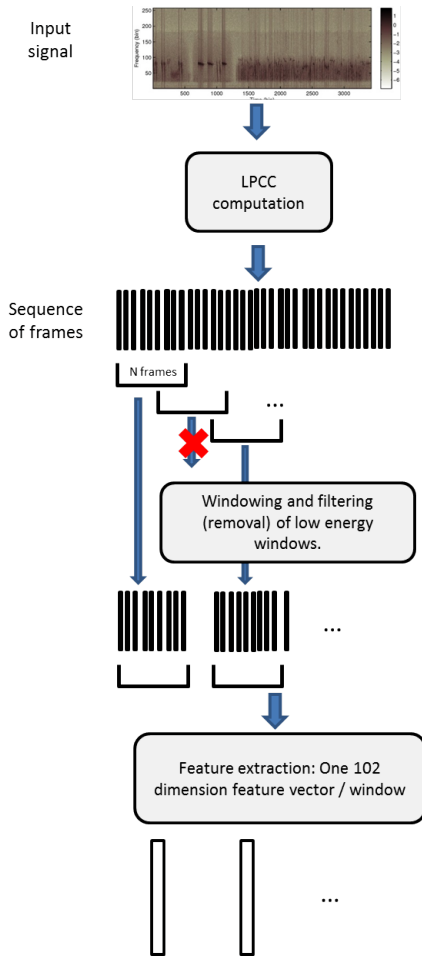 Input
signal
Frequency (bin)
250
200
150
100
50
500
1000
1500
2000
2500
3000
1
0
−1
−2
−3
−4
−5
−6
LPCC
computation
Sequence
of frames
N frames
...
Windowing and filtering
(removal) of low energy
windows.
...
Feature extraction: One 102
dimension feature vector / window
...